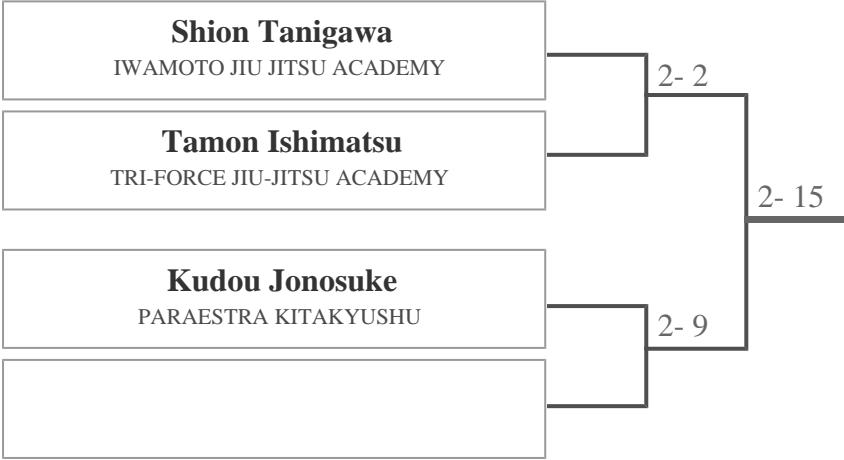 Shion Tanigawa
IWAMOTO JIU JITSU ACADEMY
2- 2
Tamon Ishimatsu
TRI-FORCE JIU-JITSU ACADEMY
2- 15
Kudou Jonosuke
PARAESTRA KITAKYUSHU
2- 9